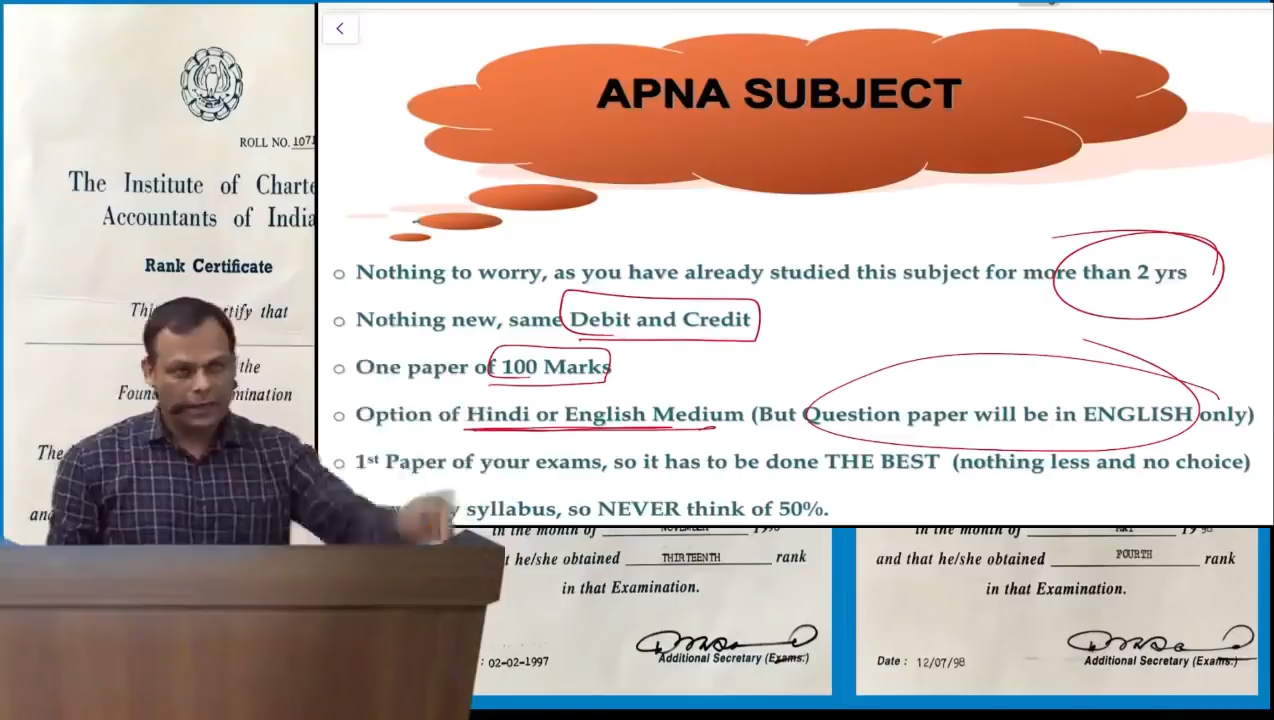 ROLL NO. 1071
The Institute of Charte
Accountants of India
Rank Certificate
certify that
the
Foun mination
The
and
APNA SUBJECT
Nothing to worry, as you have already studied this subject for more than 2 yrs
Nothing new, same Debit and Credit
One paper of 100 Marks
Option of Hindi or English Medium (But Question paper will be in ENGLISH only)
1st Paper of your exams, so it has to be done THE BEST (nothing less and no choice)
syllabus, so NEVER think of 50%.
in the month of NOVEMBER
t he/she obtained THIRTEENTH rank
in that Examination.
Additional Secretary (Exams.)
: 02-02-1997
in the month of MAY 1998
and that he/she obtained FOURTH rank
in that Examination.
Additional Secretary (Exams.)
Date : 12/07/98